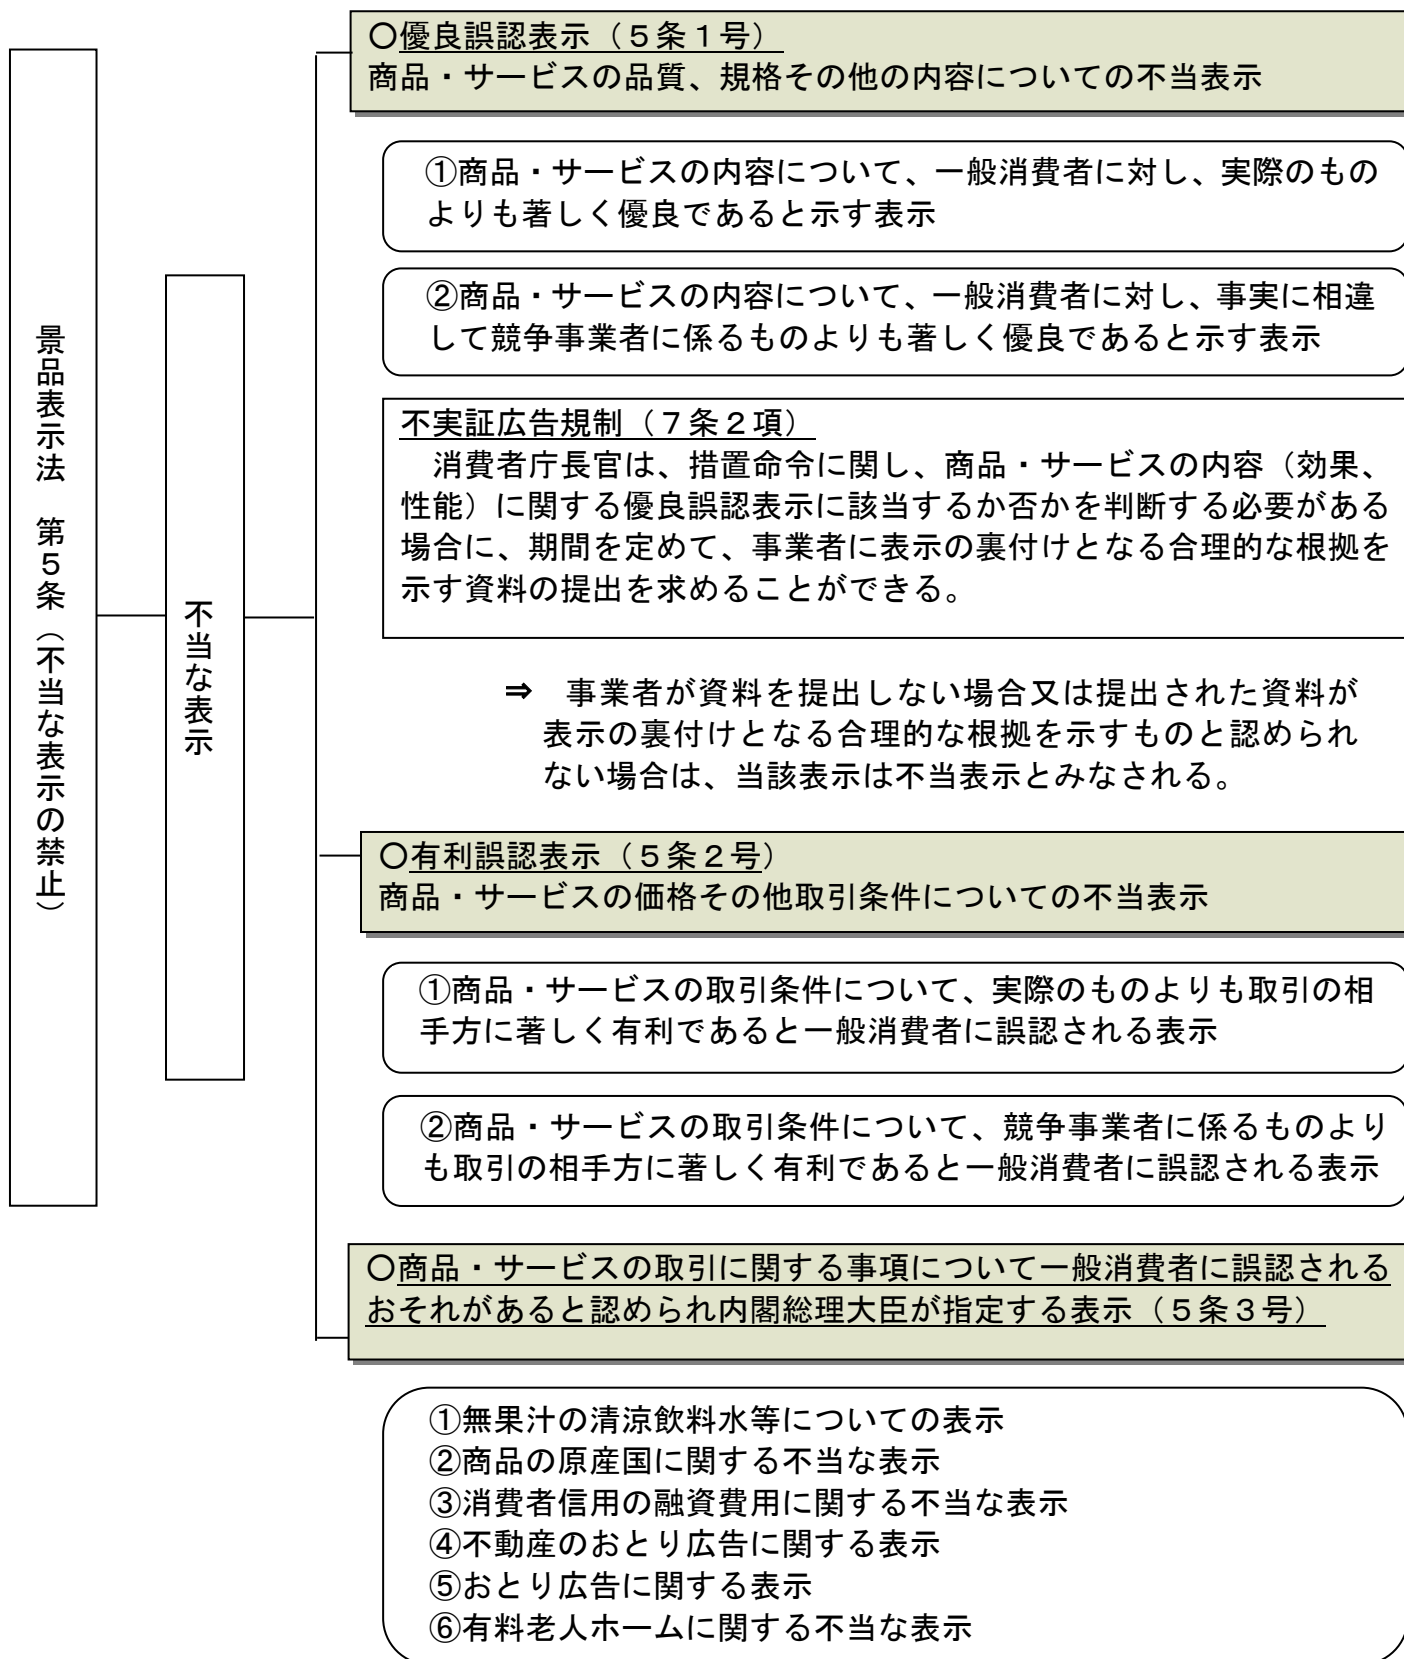 景品表示法　第５条（不当な表示の禁止）
不当な表示
○優良誤認表示（５条１号）
商品・サービスの品質、規格その他の内容についての不当表示
①商品・サービスの内容について、一般消費者に対し、実際のもの
よりも著しく優良であると示す表示
②商品・サービスの内容について、一般消費者に対し、事実に相違
して競争事業者に係るものよりも著しく優良であると示す表示
不実証広告規制（７条２項）
　消費者庁長官は、措置命令に関し、商品・サービスの内容（効果、
性能）に関する優良誤認表示に該当するか否かを判断する必要がある
場合に、期間を定めて、事業者に表示の裏付けとなる合理的な根拠を
示す資料の提出を求めることができる。
⇒　事業者が資料を提出しない場合又は提出された資料が
表示の裏付けとなる合理的な根拠を示すものと認められ
ない場合は、当該表示は不当表示とみなされる。
○有利誤認表示（５条２号）
商品・サービスの価格その他取引条件についての不当表示
①商品・サービスの取引条件について、実際のものよりも取引の相
手方に著しく有利であると一般消費者に誤認される表示
②商品・サービスの取引条件について、競争事業者に係るものより
も取引の相手方に著しく有利であると一般消費者に誤認される表示
○商品・サービスの取引に関する事項について一般消費者に誤認される
おそれがあると認められ内閣総理大臣が指定する表示（５条３号）
①無果汁の清涼飲料水等についての表示
②商品の原産国に関する不当な表示
③消費者信用の融資費用に関する不当な表示
④不動産のおとり広告に関する表示
⑤おとり広告に関する表示
⑥有料老人ホームに関する不当な表示